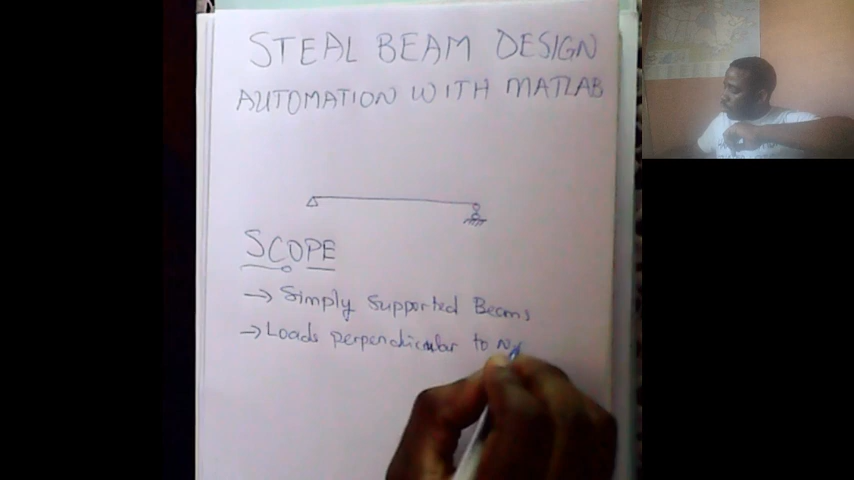 STEAL BEAM DESIGN
AUTOMATION WITH MATLAB
SCOPE
→ Simply Supported Beams
→ Loads perpendicular to